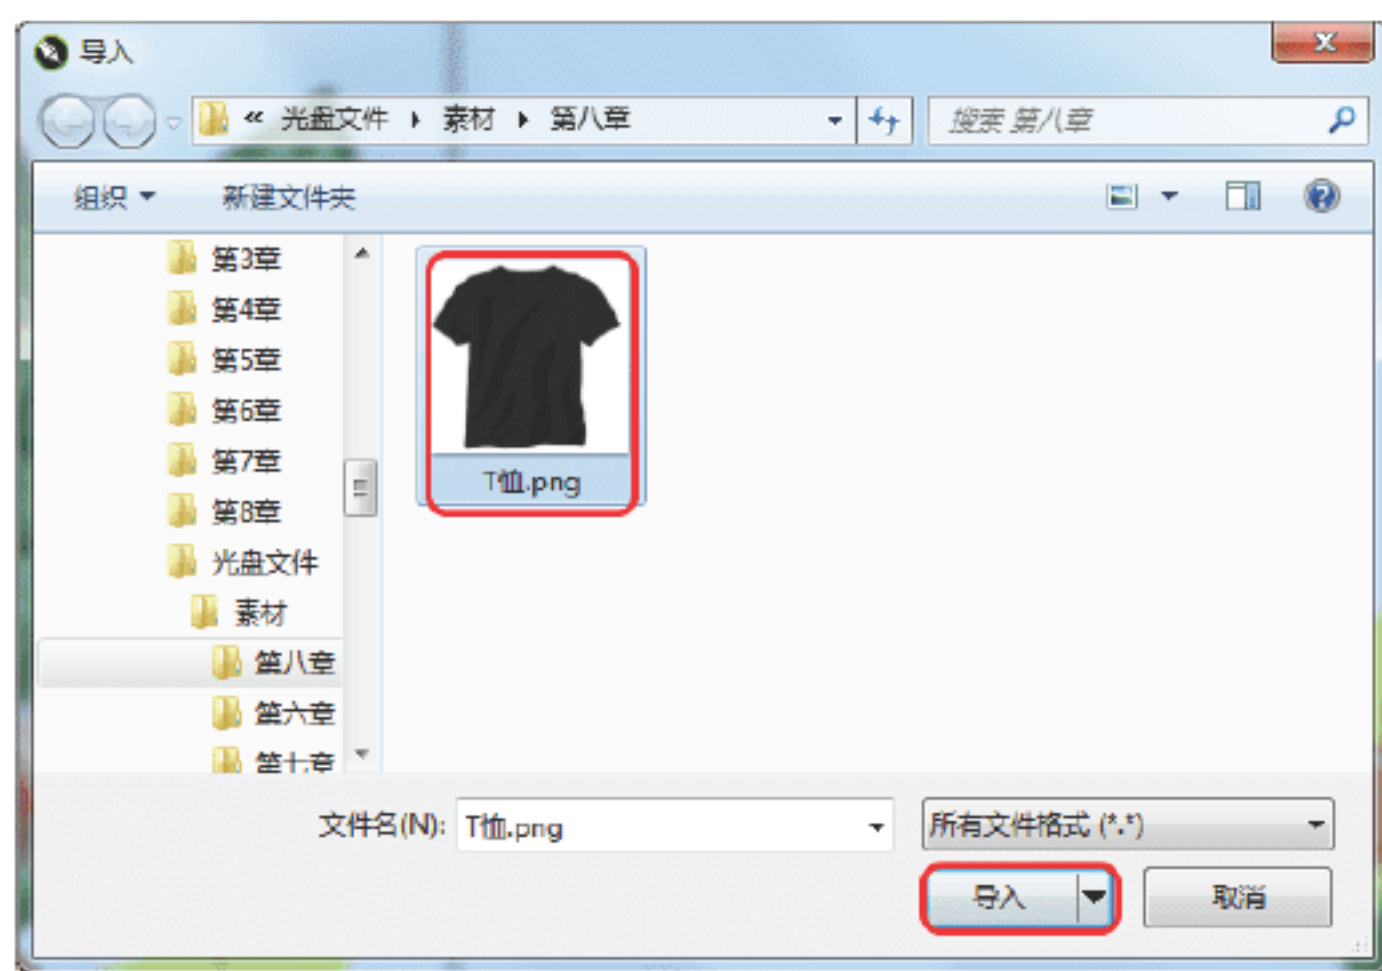 导入
« 光盘文件 ▸ 素材 ▸ 第八章
搜索 第八章
组织 新建文件夹
第3章
第4章
第5章
第6章
第7章
第8章
光盘文件
素材
第八章
第六章
第七章
T恤.png
文件名(N): T恤.png
所有文件格式 (*.*)
导入 取消